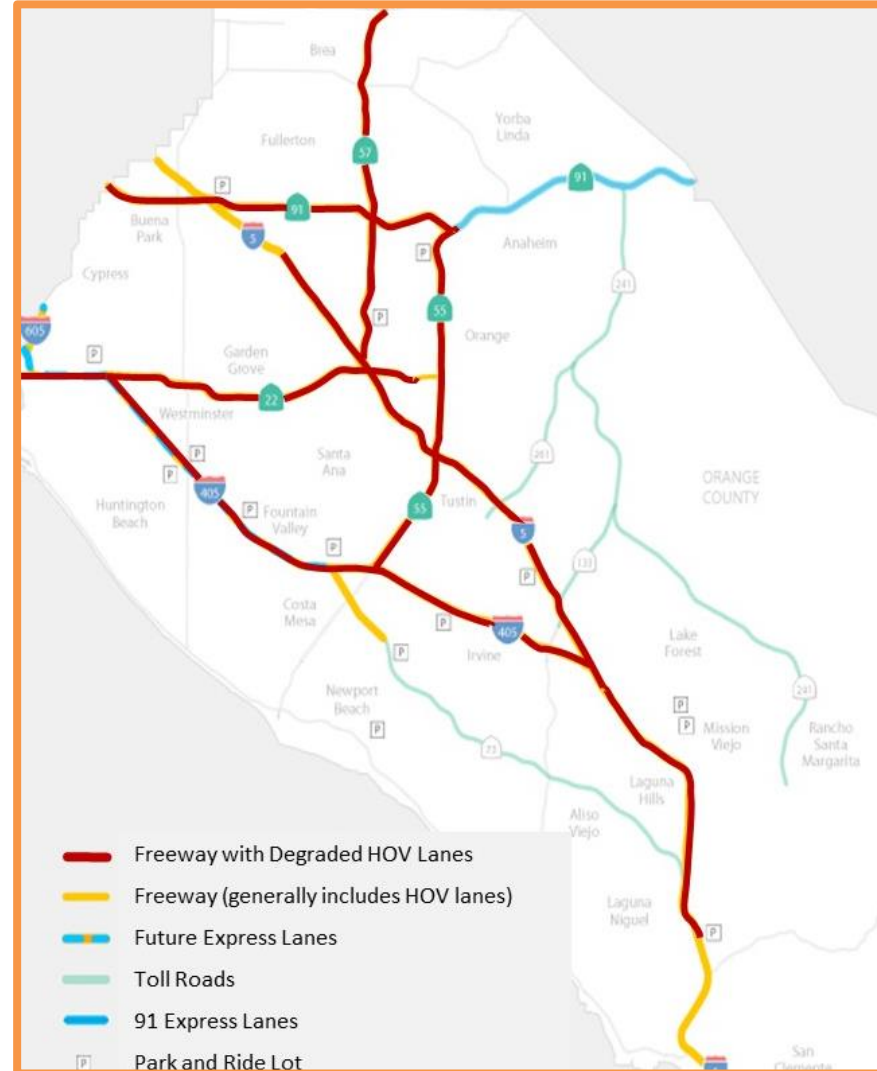 Brea
Yorba
Linda
Fullerton
57
91
P
91
Buena
Park
5
P
Anaheim
Cypress
241
605
55
P
Orange
P
Garden
Grove
22
Westminster
Santa
Ana
261
P
P
405
ORANGE
COUNTY
Huntington
Beach
P
Fountain
Valley
55
Tustin
5
P
133
P
Costa
Mesa
P
405
Irvine
Lake
Forest
P
241
Newport
Beach
P
P
P
Mission
Viejo
Rancho
Santa
Margarita
73
Laguna
Hills
Aliso
Viejo
Laguna
Niguel
P
San
Clemente
Freeway with Degraded HOV Lanes
Freeway (generally includes HOV lanes)
Future Express Lanes
Toll Roads
91 Express Lanes
P Park and Ride Lot